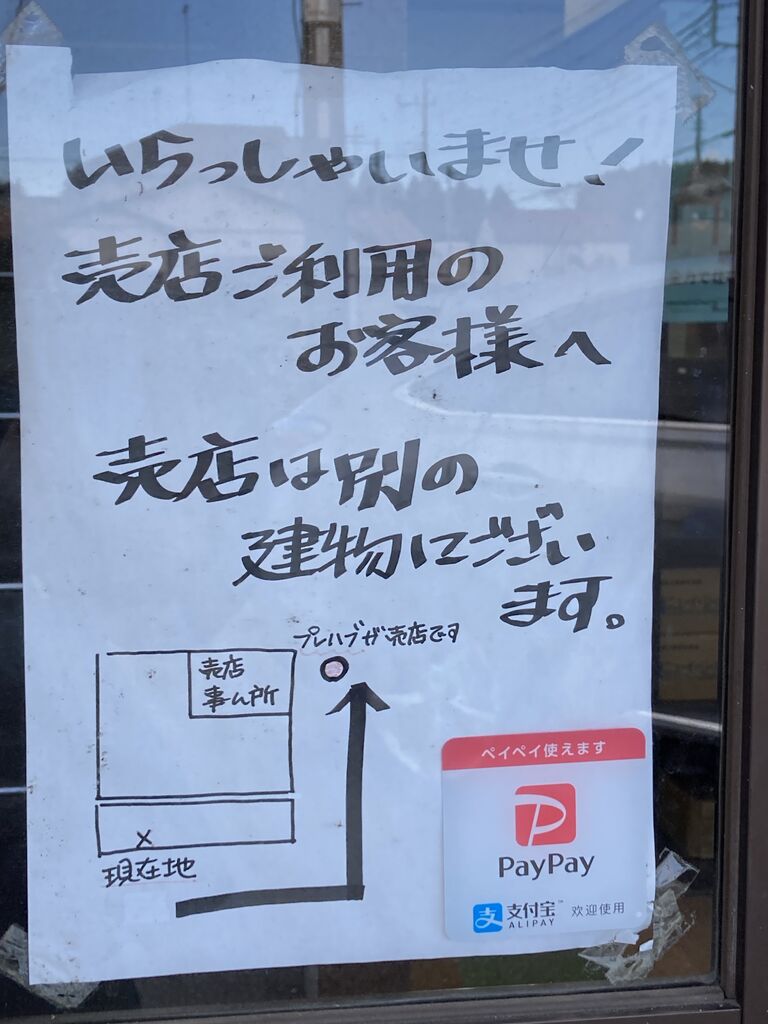 いらっしゃいませ！
売店ご利用の
お客様へ
売店は別の
建物にござい
ます。
プレハブが売店です
売店
事ム所
×
現在地
ペイペイ使えます
PayPay
支 支付宝™ 欢迎使用
ALIPAY